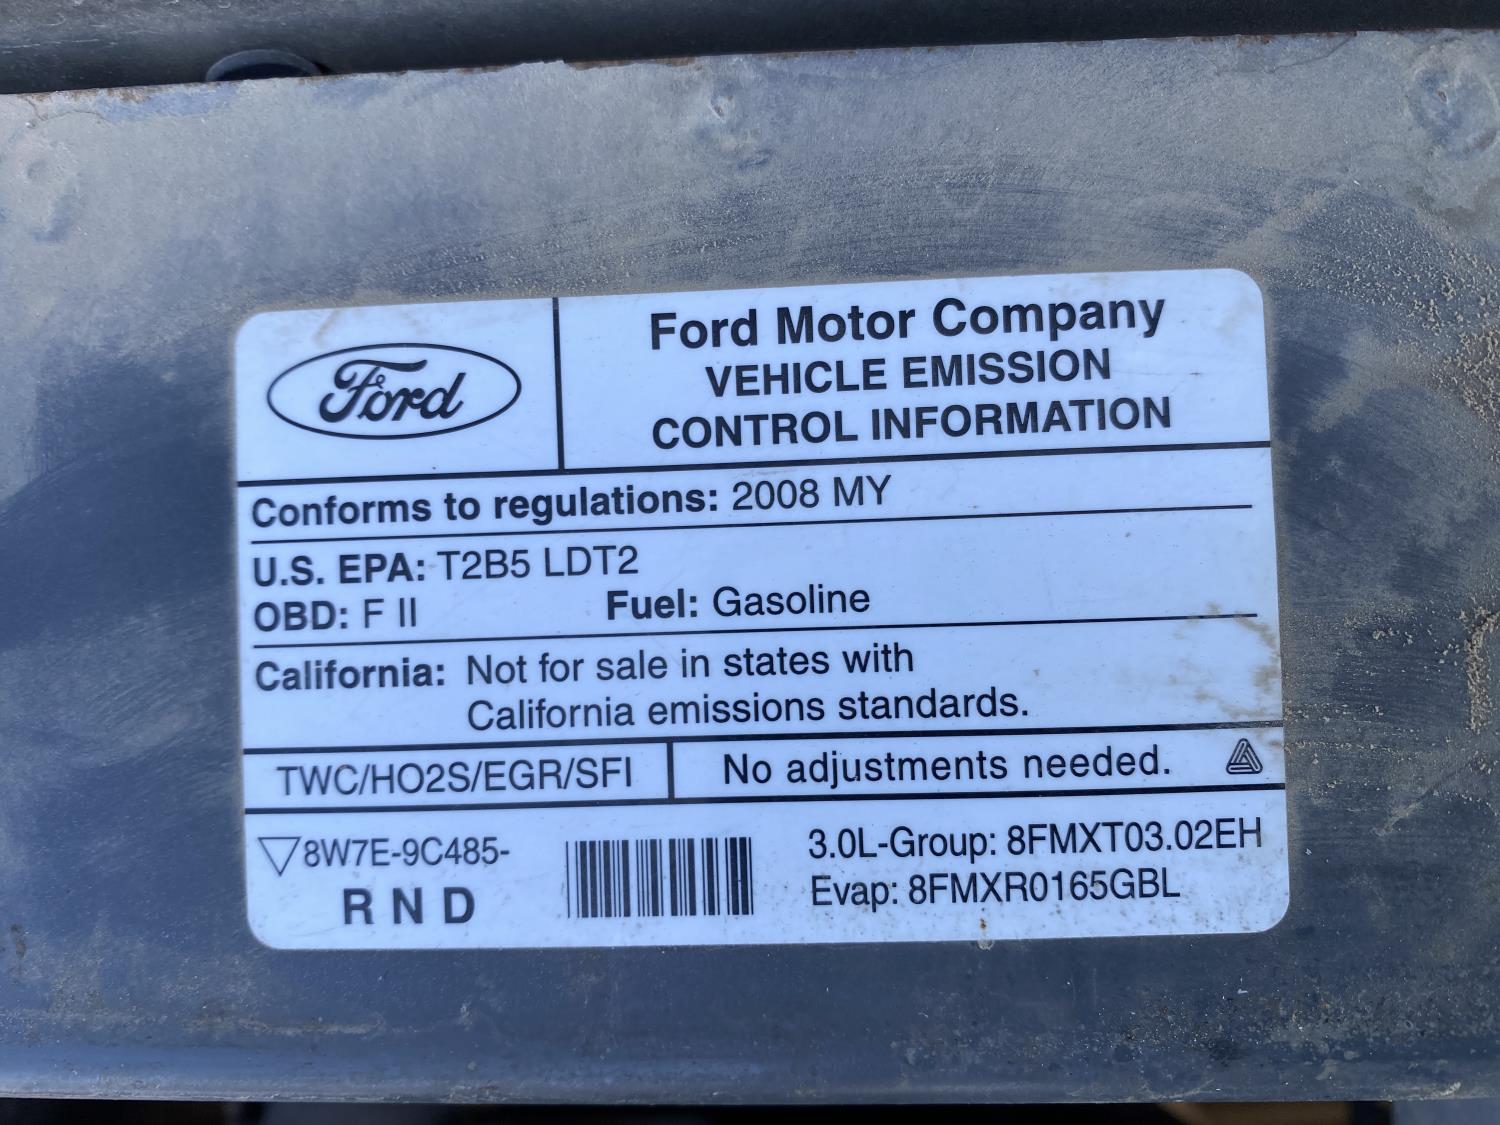 Ford
Ford Motor Company
VEHICLE EMISSION
CONTROL INFORMATION
Conforms to regulations: 2008 MY
U.S. EPA: T2B5 LDT2
OBD: F II Fuel: Gasoline
California: Not for sale in states with
California emissions standards.
TWC/HO2S/EGR/SFI No adjustments needed.
8W7E-9C485-
R N D
3.0L-Group: 8FMXT03.02EH
Evap: 8FMXR0165GBL